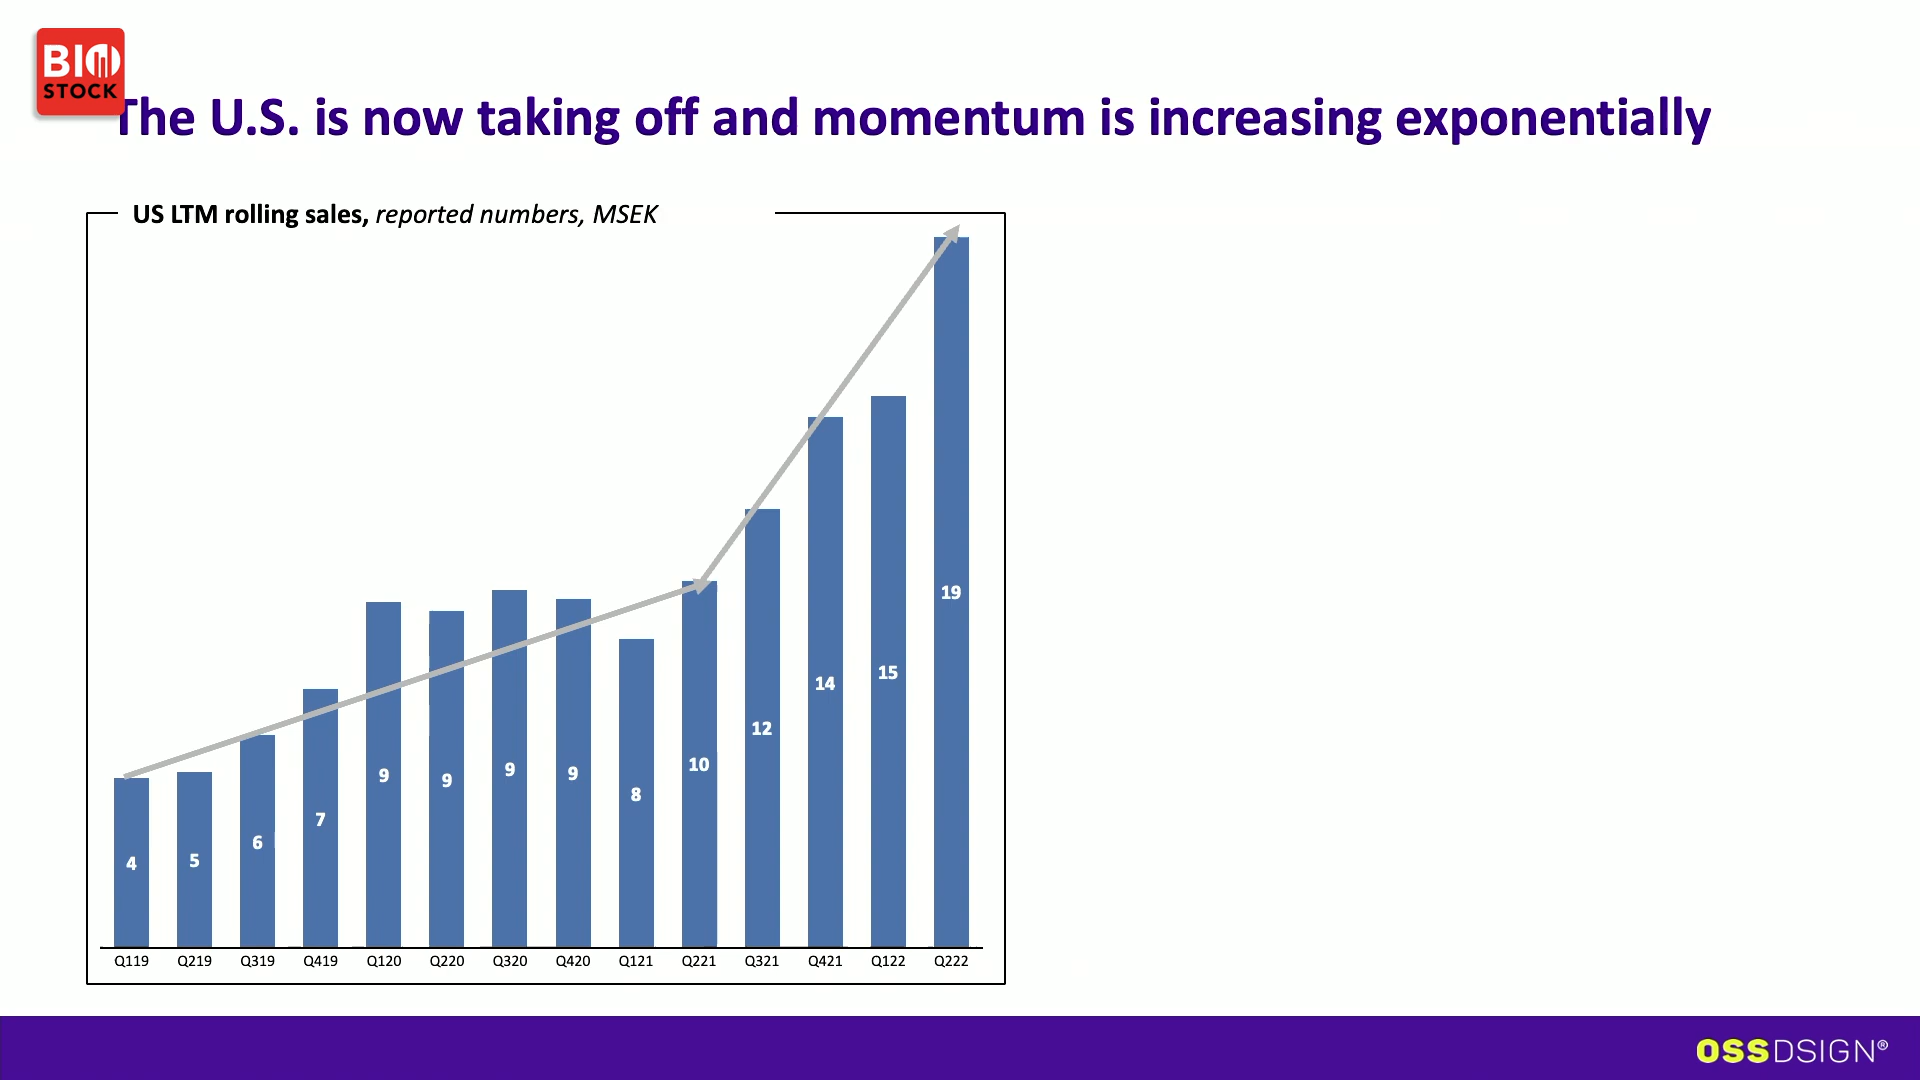 BIO
STOCK
The U.S. is now taking off and momentum is increasing exponentially
US LTM rolling sales, reported numbers, MSEK
4
5
6
7
9
9
9
9
8
10
12
14
15
19
Q119 Q219 Q319 Q419 Q120 Q220 Q320 Q420 Q121 Q221 Q321 Q421 Q122 Q222
OSSDSIGN®